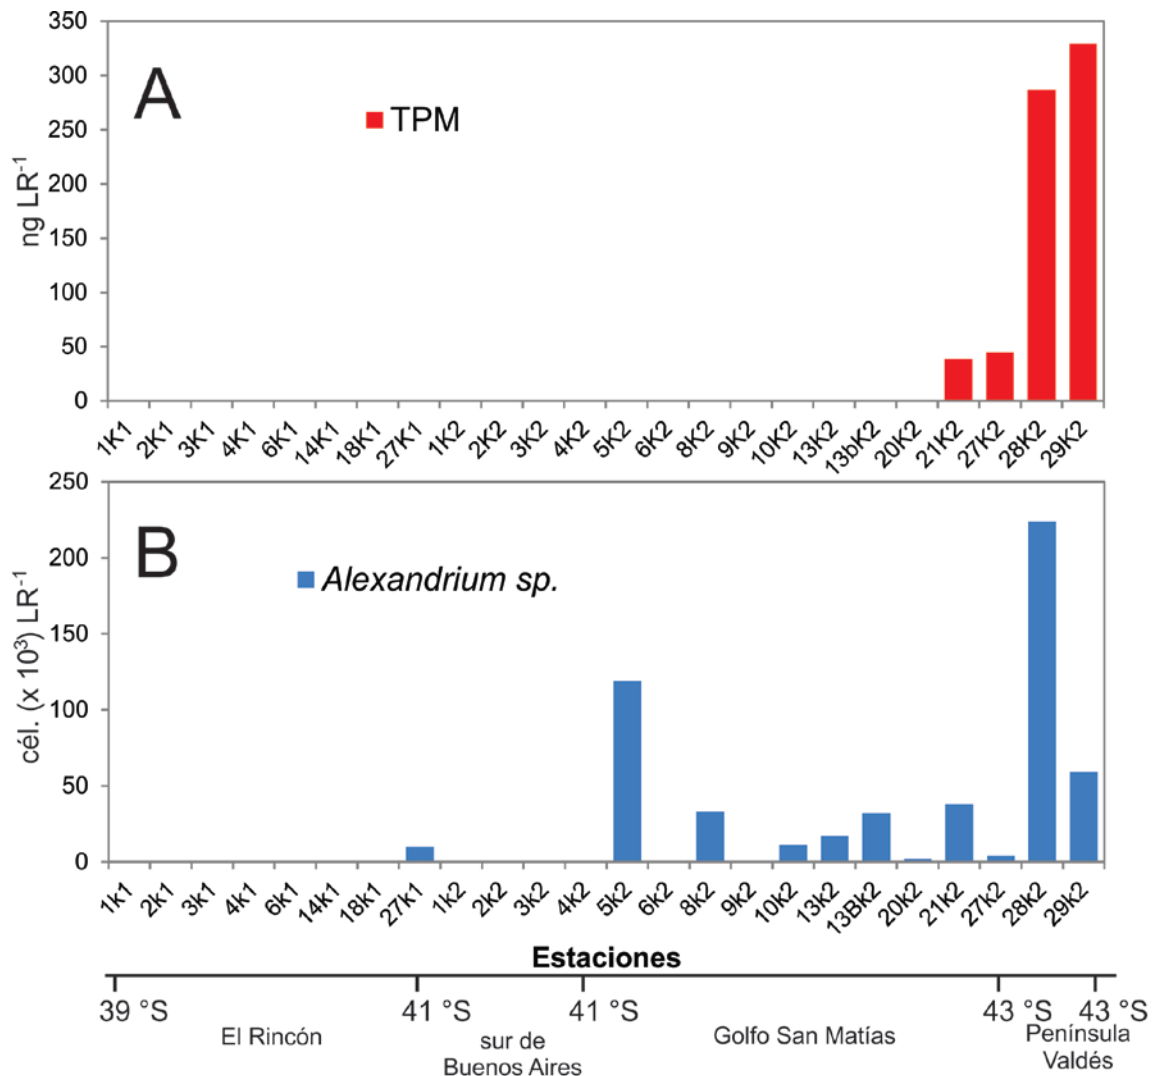 A
TPM
ng LR⁻¹
350
300
250
200
150
100
50
0
1K1 2K1 3K1 4K1 6K1 14K1 18K1 27K1 1K2 2K2 3K2 4K2 5K2 6K2 8K2 9K2 10K2 13K2 13bK2 20K2 21K2 27K2 28K2 29K2
B
Alexandrium sp.
cél. (x 10³) LR⁻¹
250
200
150
100
50
0
1k1 2k1 3k1 4k1 6k1 14k1 18k1 27k1 1k2 2k2 3k2 4k2 5k2 6k2 8k2 9k2 10k2 13k2 13Bk2 20k2 21k2 27k2 28k2 29k2
Estaciones
39 °S 41 °S 41 °S 43 °S 43 °S
El Rincón
sur de
Buenos Aires
Golfo San Matías
Península
Valdés